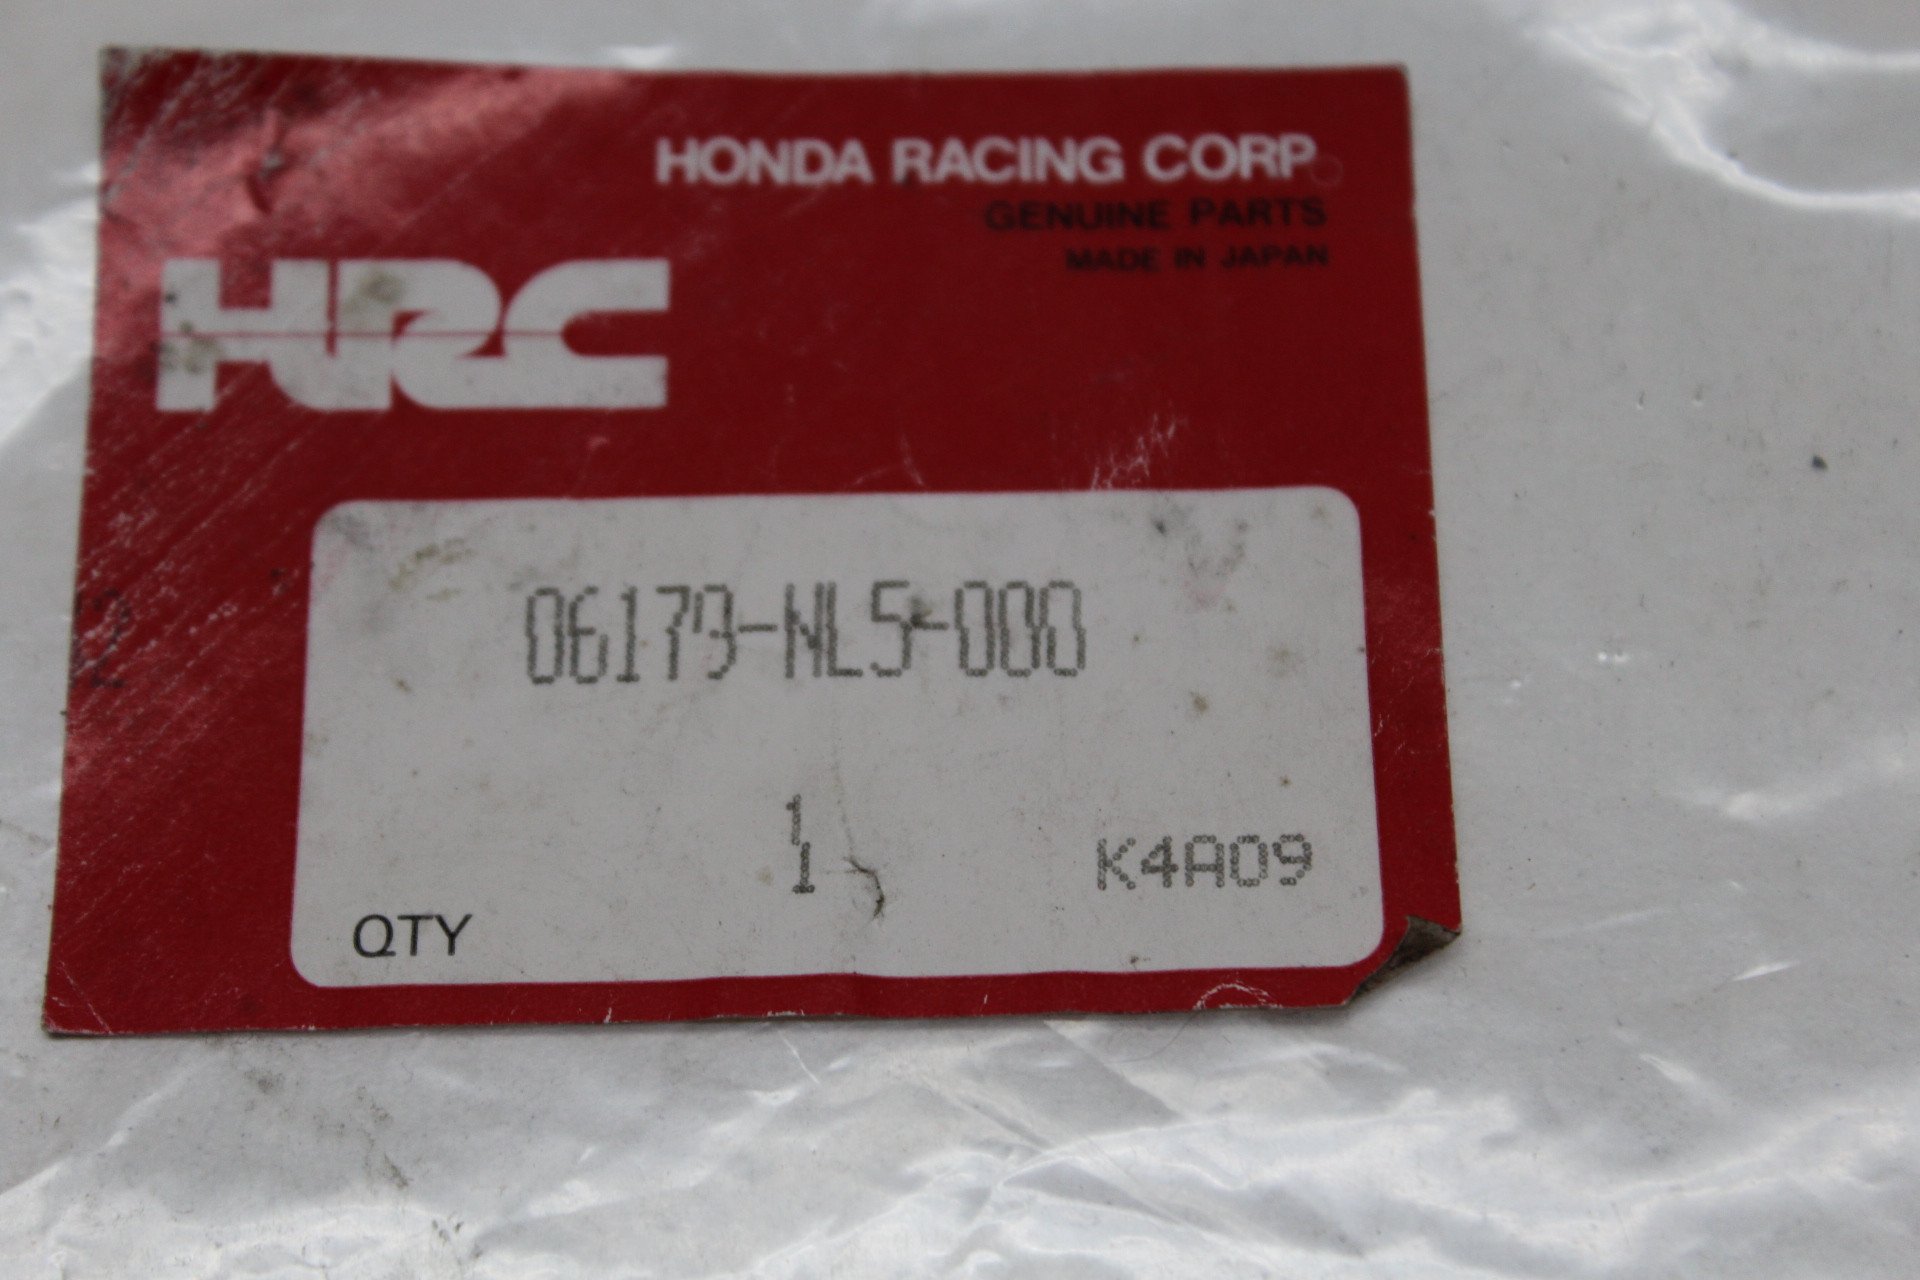 HONDA RACING CORP.
GENUINE PARTS
MADE IN JAPAN
HRC
06173-NL5-000
1
K4A09
QTY